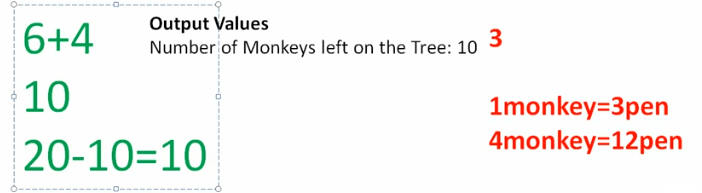 6+4
10
20-10=10
Output Values
Number of Monkeys left on the Tree: 10
3
1monkey=3pen
4monkey=12pen